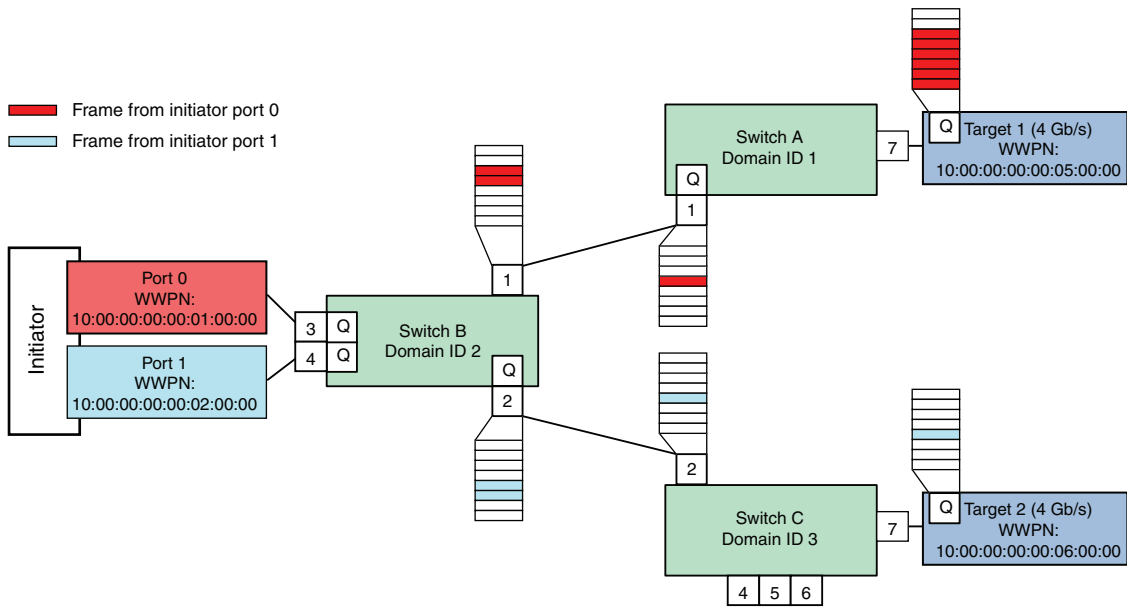 Frame from initiator port 0
Frame from initiator port 1
Initiator
Port 0
WWPN:
10:00:00:00:00:01:00:00
Port 1
WWPN:
10:00:00:00:00:02:00:00
3
Q
4
Q
1
Switch B
Domain ID 2
Q
2
Switch A
Domain ID 1
Q
1
7
Q
Target 1 (4 Gb/s)
WWPN:
10:00:00:00:00:05:00:00
2
Switch C
Domain ID 3
7
4
5
6
Q
Target 2 (4 Gb/s)
WWPN:
10:00:00:00:00:06:00:00